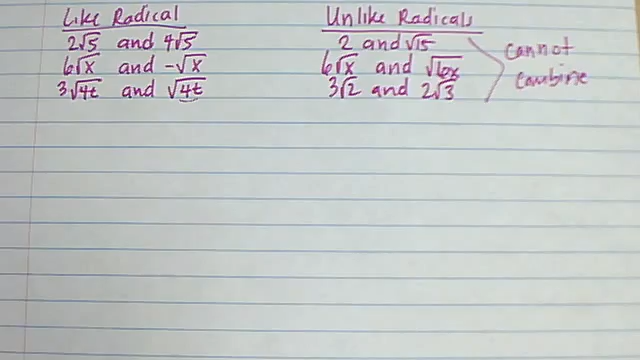 Like Radical
2√5 and 4√5
6√x and -√x
3√4t and √4t
Unlike Radicals
2 and √15
6√x and √6x
3√2 and 2√3
cannot
combine